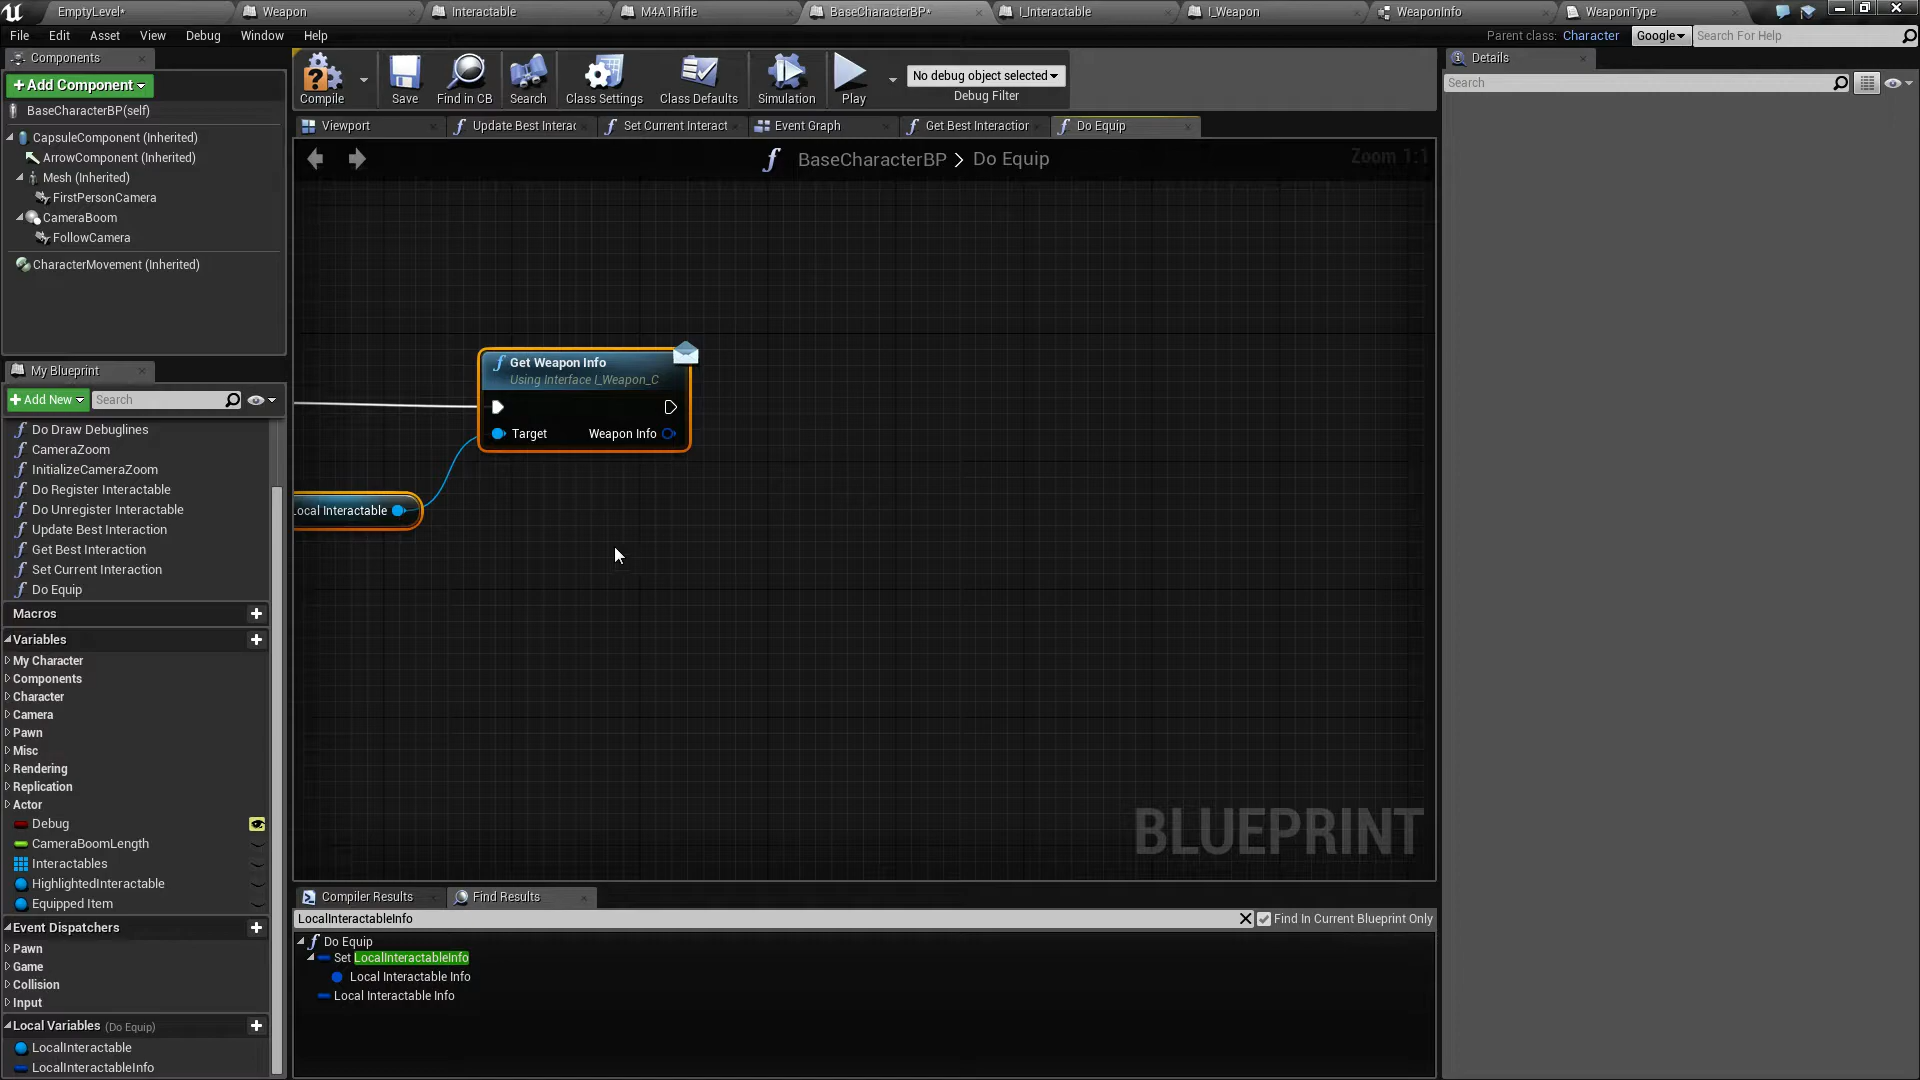 EmptyLevel*
Weapon
Interactable
M4A1Rifle
BaseCharacterBP*
I_Interactable
I_Weapon
WeaponInfo
WeaponType
File
Edit
Asset
View
Debug
Window
Help
Parent class: Character
Google
Search For Help
Components
+Add Component
BaseCharacterBP(self)
CapsuleComponent (Inherited)
ArrowComponent (Inherited)
Mesh (Inherited)
FirstPersonCamera
CameraBoom
FollowCamera
CharacterMovement (Inherited)
Compile
Save
Find in CB
Search
Class Settings
Class Defaults
Simulation
Play
No debug object selected
Debug Filter
Details
Search
Viewport
Update Best Interac
Set Current Interact
Event Graph
Get Best Interaction
Do Equip
BaseCharacterBP > Do Equip
Zoom 1:1
Get Weapon Info
Using Interface I_Weapon_C
Target
Weapon Info
Local Interactable
BLUEPRINT
My Blueprint
+Add New
Search
Do Draw Debuglines
CameraZoom
InitializeCameraZoom
Do Register Interactable
Do Unregister Interactable
Update Best Interaction
Get Best Interaction
Set Current Interaction
Do Equip
Macros
Variables
My Character
Components
Character
Camera
Pawn
Misc
Rendering
Replication
Actor
Debug
CameraBoomLength
Interactables
HighlightedInteractable
Equipped Item
Event Dispatchers
Pawn
Game
Collision
Input
Local Variables (Do Equip)
LocalInteractable
LocalInteractableInfo
Compiler Results
Find Results
LocalInteractableInfo
Find In Current Blueprint Only
Do Equip
Set LocalInteractableInfo
Local Interactable Info
Local Interactable Info